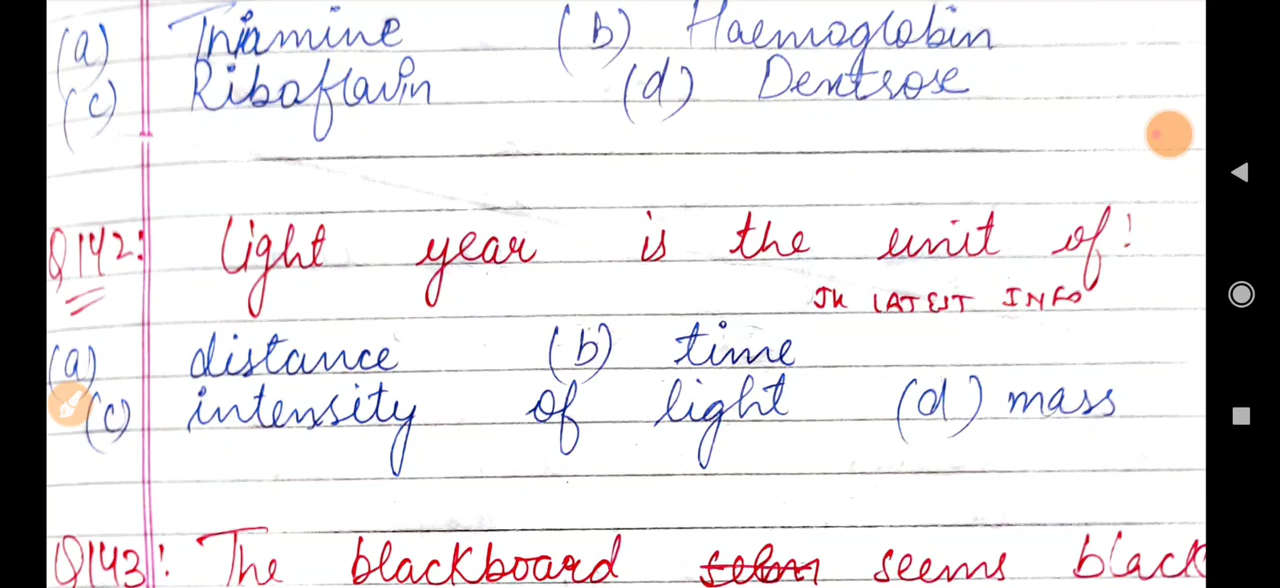 (a) Thiamine (b) Haemoglobin
(c) Riboflavin (d) Dextrose
Q142: Light year is the unit of:
JK LATEST INFO
(a) distance (b) time
(c) intensity of light (d) mass
Q143: The blackboard seems black